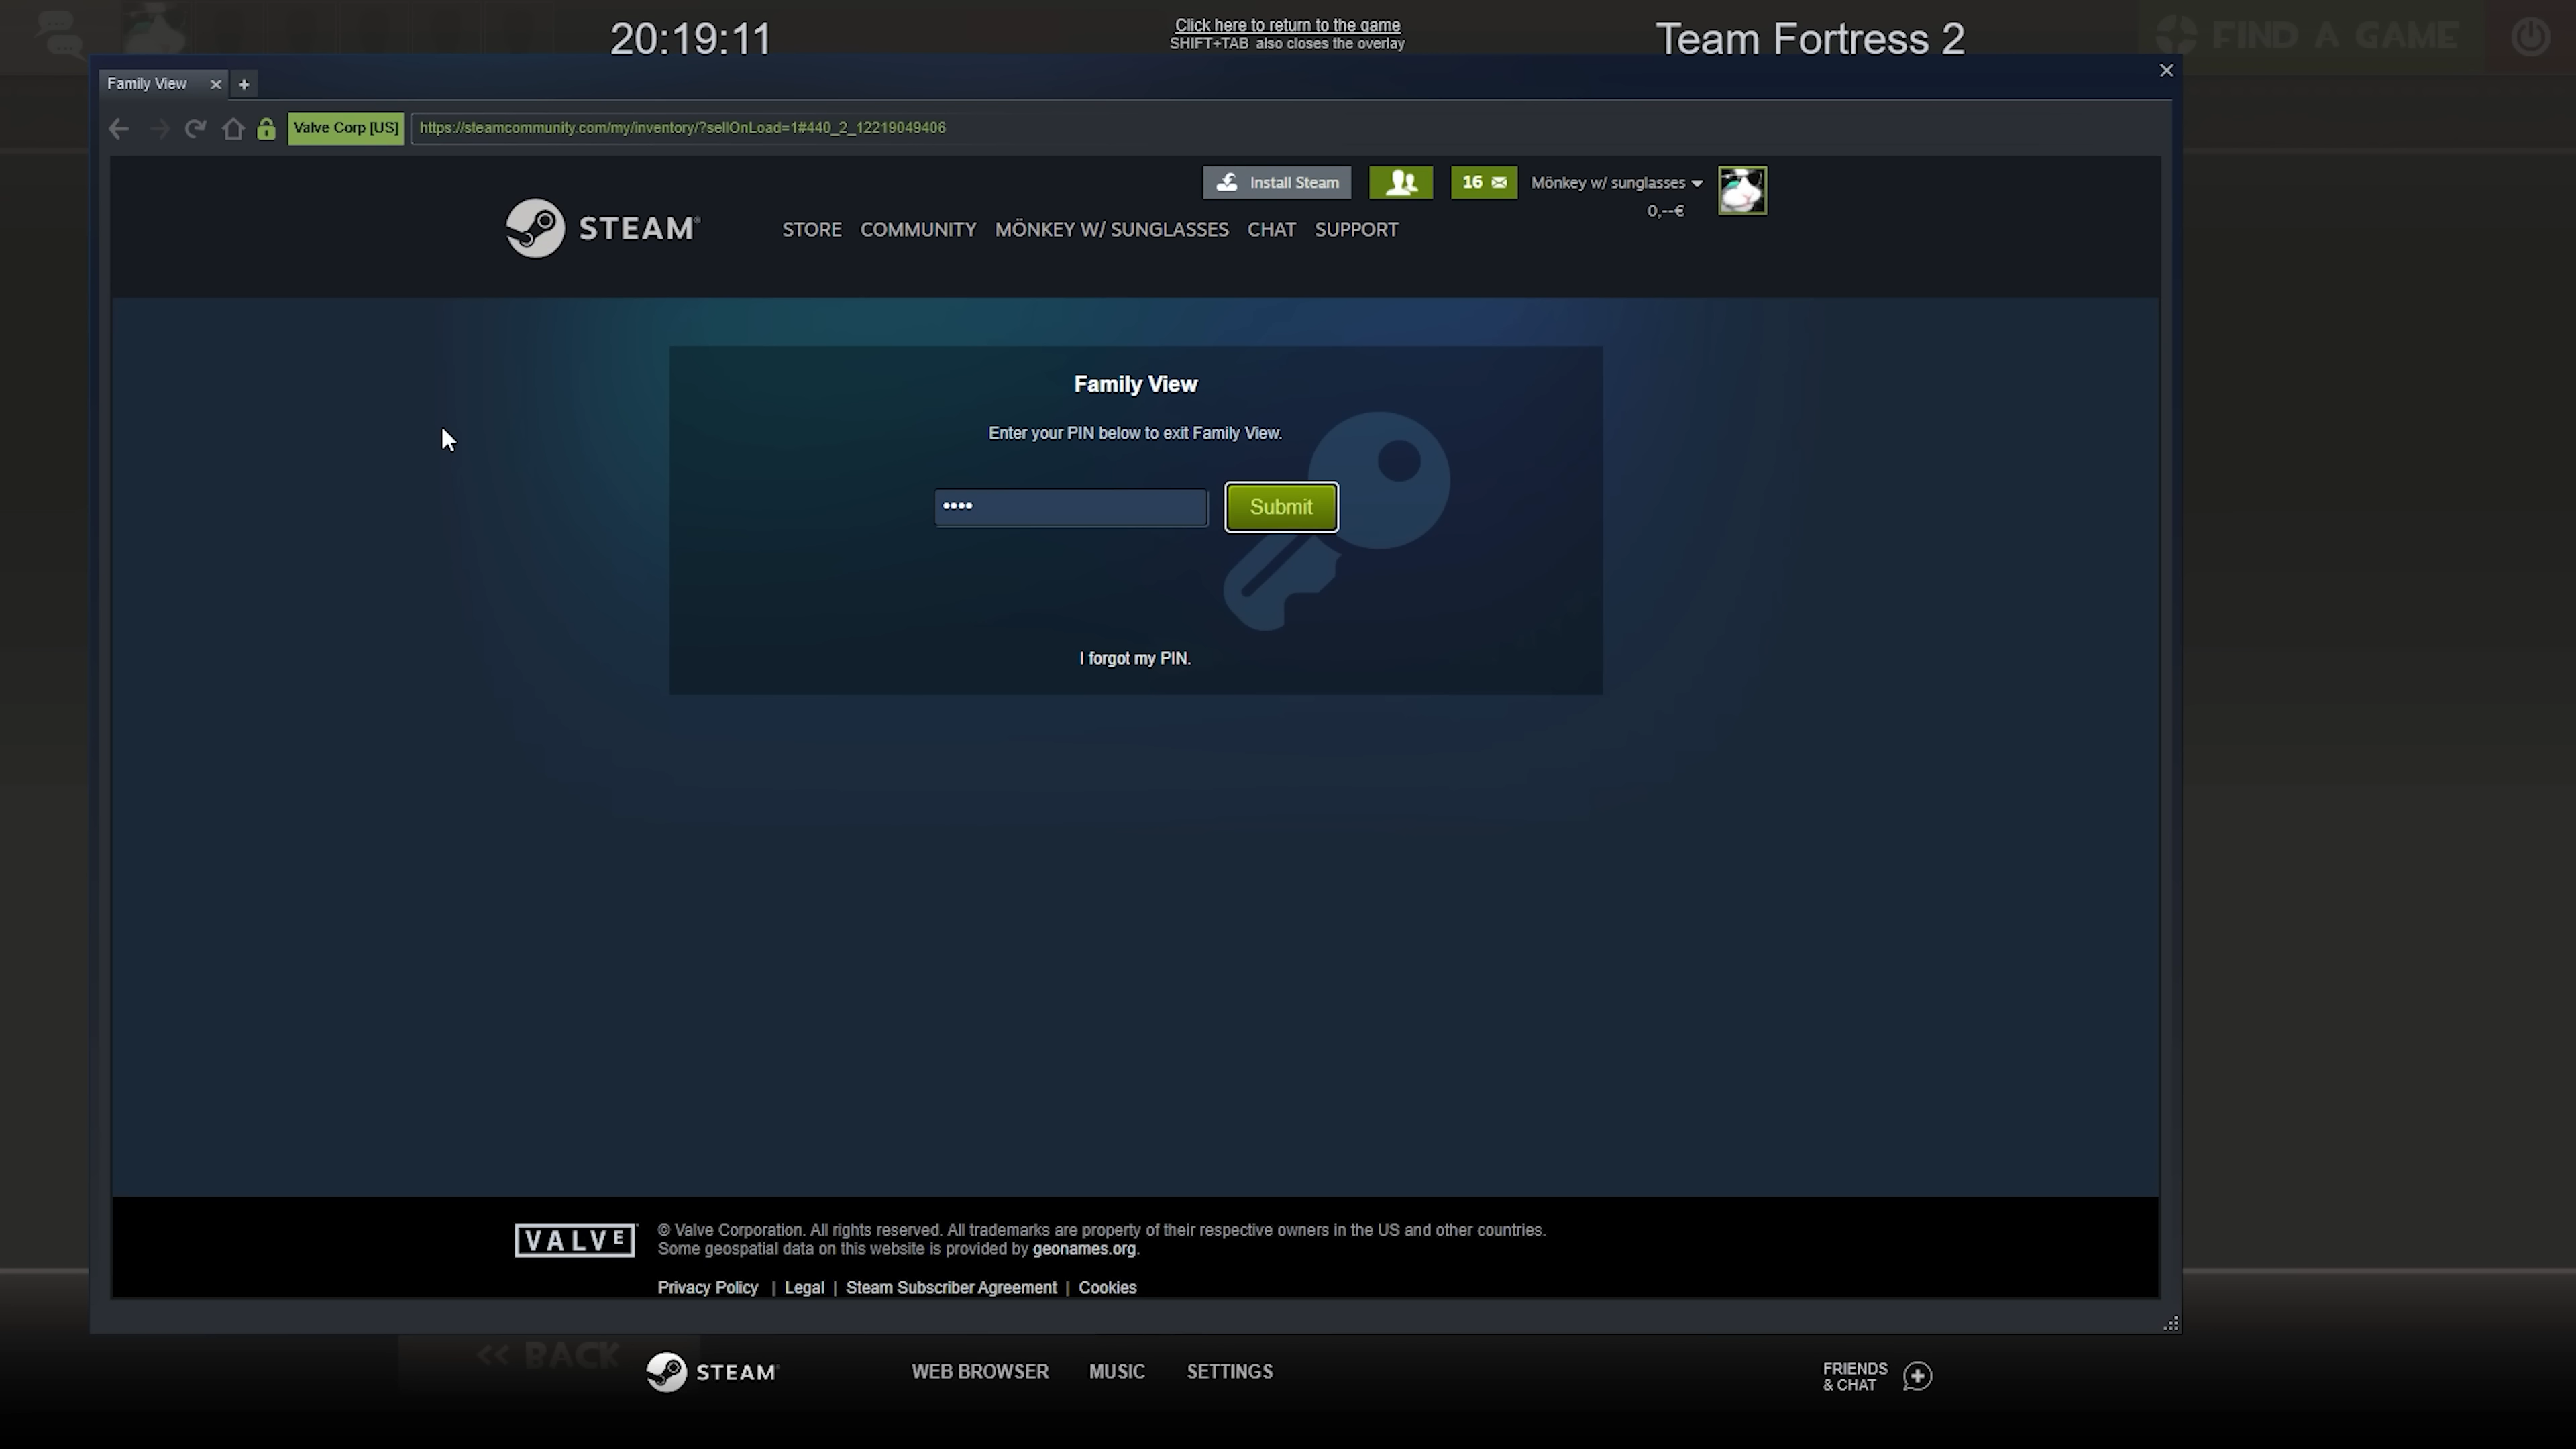 20:19:11
Click here to return to the game
SHIFT+TAB also closes the overlay
Team Fortress 2
FIND A GAME
Family View
Valve Corp [US]
https://steamcommunity.com/my/inventory/?sellOnLoad=1#440_2_12219049406
Install Steam
16
Mönkey w/ sunglasses
0,--€
STEAM®
STORE COMMUNITY MÖNKEY W/ SUNGLASSES CHAT SUPPORT
Family View
Enter your PIN below to exit Family View.
••••
Submit
I forgot my PIN.
VALVE
© Valve Corporation. All rights reserved. All trademarks are property of their respective owners in the US and other countries.
Some geospatial data on this website is provided by geonames.org.
Privacy Policy | Legal | Steam Subscriber Agreement | Cookies
<< BACK
STEAM
WEB BROWSER MUSIC SETTINGS
FRIENDS
& CHAT